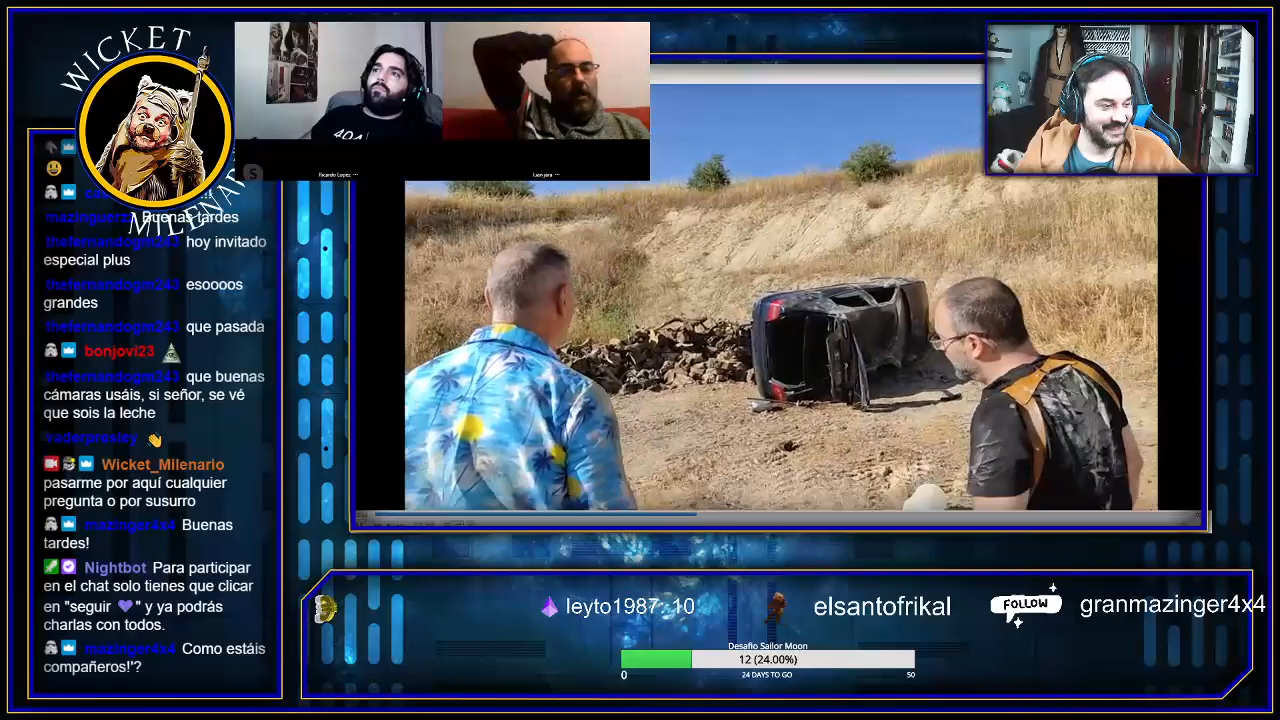 WICKET
MILENARIO
Ricardo Lopez
Buenas tardes
thefernandogm243 hoy invitado
especial plus
thefernandogm243 esoooos
grandes
thefernandogm243 que pasada
bonjovi23
thefernandogm243 que buenas
cámaras usáis, si señor, se vé
que sois la leche
vaderpresley
Wicket_Milenario
pasarme por aquí cualquier
pregunta o por susurro
mazinger4x4 Buenas
tardes!
Nightbot Para participar
en el chat solo tienes que clicar
en "seguir 💜" y ya podrás
charlas con todos.
mazinger4x4 Como estáis
compañeros!'?
leyto1987: 10
elsantofrikal
FOLLOW
granmazinger4x4
Desafío Sailor Moon
12 (24.00%)
0
24 DAYS TO GO
50